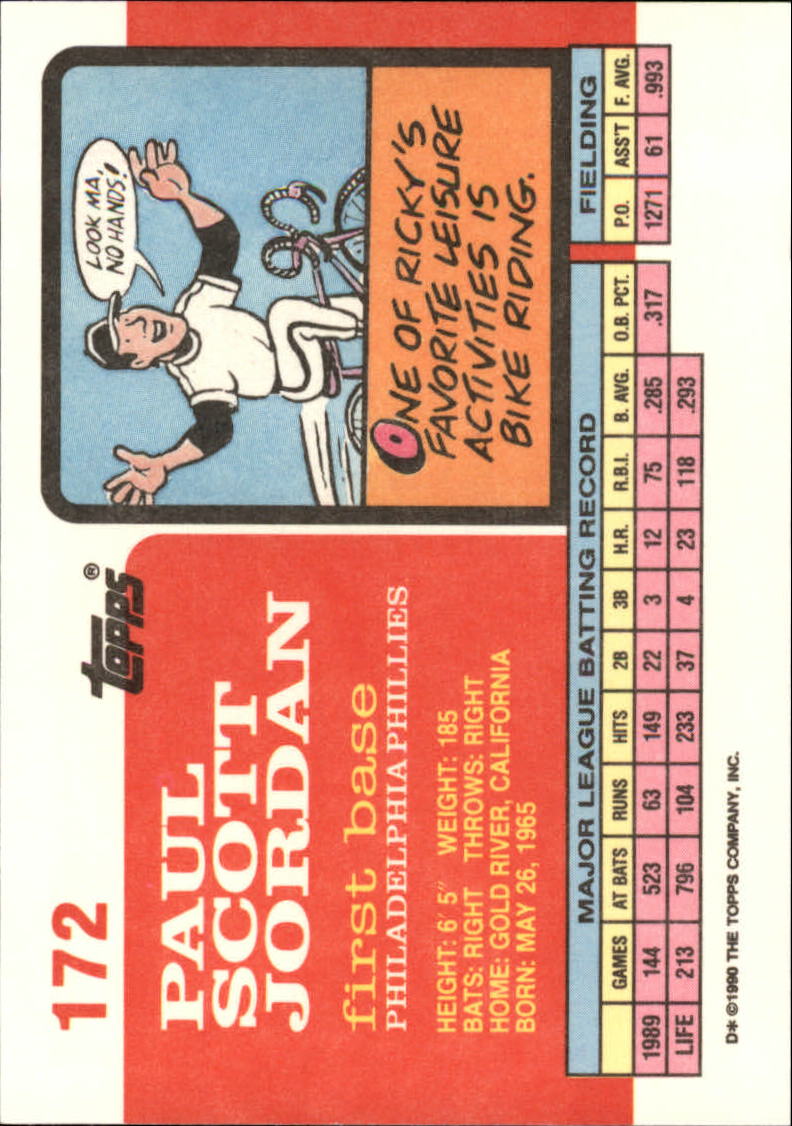 172
topps®
PAUL
SCOTT
JORDAN
first base
PHILADELPHIA PHILLIES
HEIGHT: 6' 5" WEIGHT: 185
BATS: RIGHT THROWS: RIGHT
HOME: GOLD RIVER, CALIFORNIA
BORN: MAY 26, 1965
LOOK MA,
NO HANDS!
ONE OF RICKY'S
FAVORITE LEISURE
ACTIVITIES IS
BIKE RIDING.
MAJOR LEAGUE BATTING RECORD FIELDING
GAMES AT BATS RUNS HITS 2B 3B H.R. R.B.I. B. AVG. O.B. PCT. P.O. ASS'T F. AVG.
1989 144 523 63 149 22 3 12 75 .285 .317 1271 61 .993
LIFE 213 796 104 233 37 4 23 118 .293
D* ©1990 THE TOPPS COMPANY, INC.